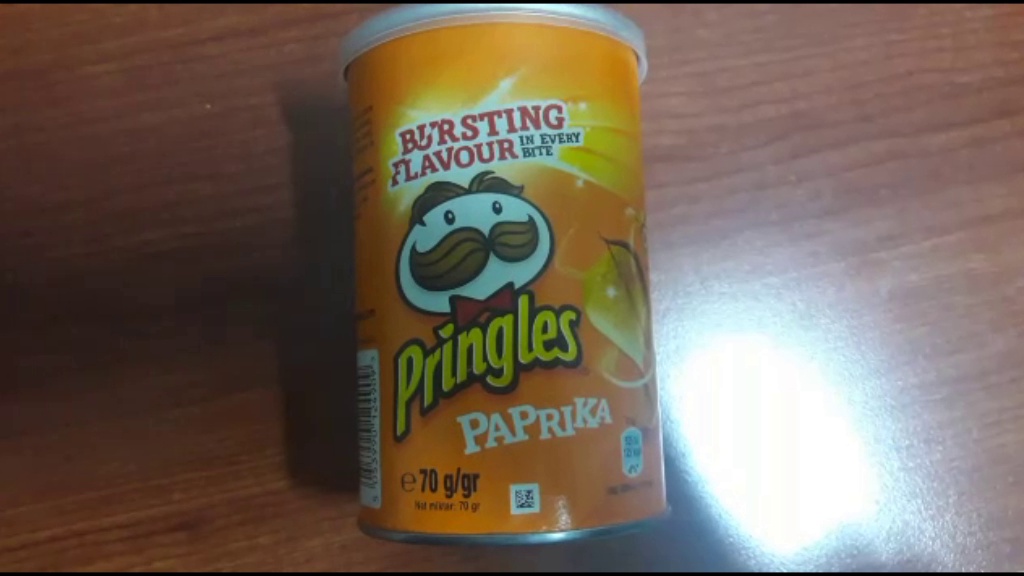 BURSTING
FLAVOUR IN EVERY
BITE
Pringles
PAPRIKA
℮ 70 g/gr
Net miktar: 70 gr